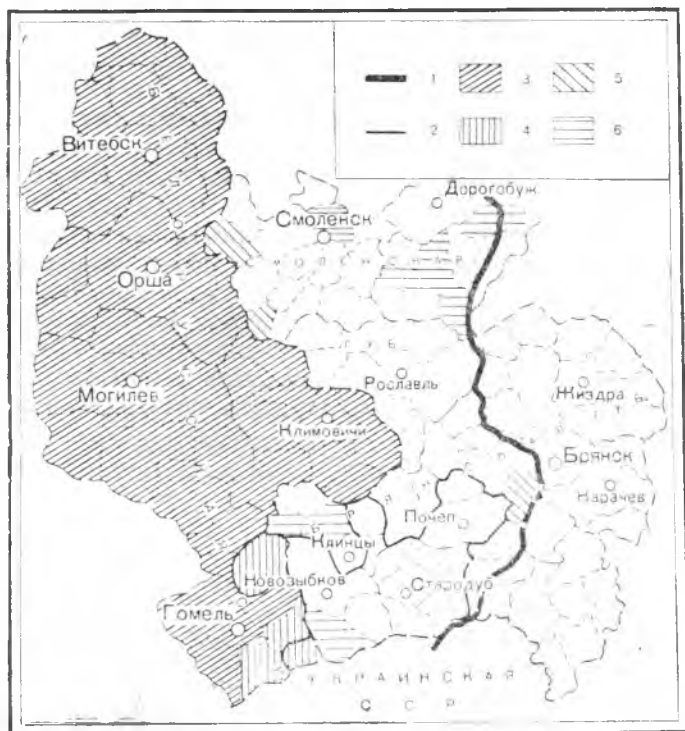 1 3 5
2 4 6
Витебск
Дорогобуж
Смоленск
Орша
Могилев
Рославль
Жиздра
Климовичи
Брянск
Карачев
Почеп
Клинцы
Новозыбков
Стародуб
Гомель
УКРАИНСКАЯ
ССР